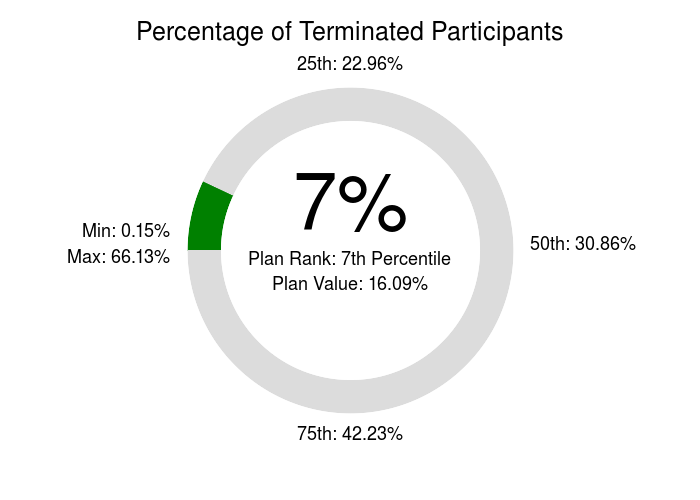 Percentage of Terminated Participants
25th: 22.96%
7%
Min: 0.15%
Max: 66.13%
Plan Rank: 7th Percentile
Plan Value: 16.09%
50th: 30.86%
75th: 42.23%